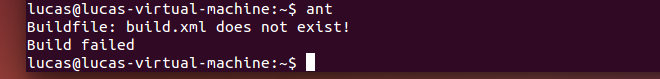 lucas@lucas-virtual-machine:~$ ant
Buildfile: build.xml does not exist!
Build failed
lucas@lucas-virtual-machine:~$